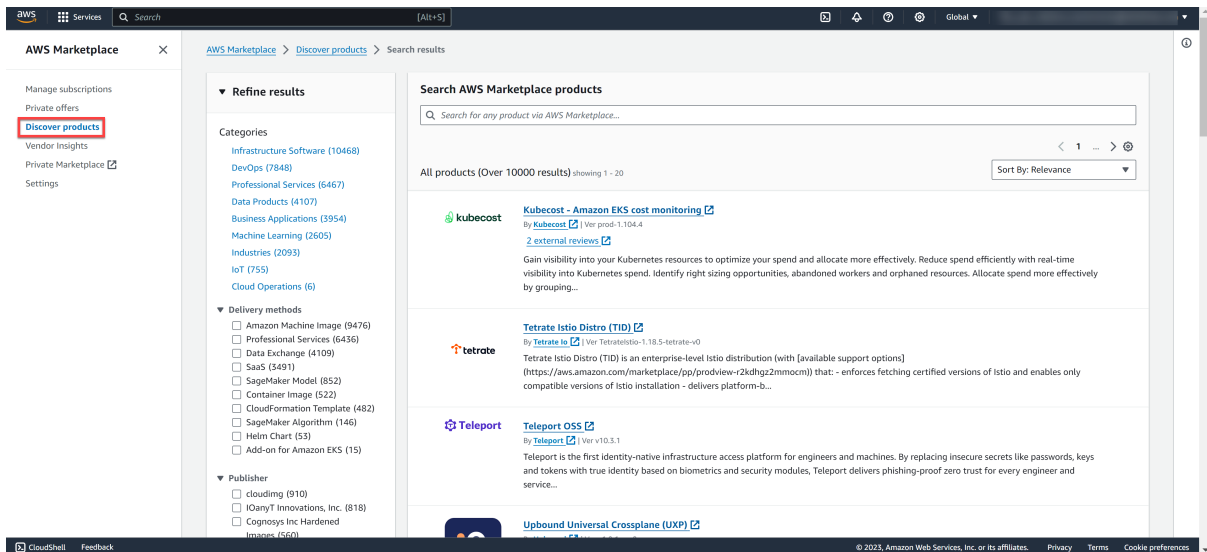 aws
Services
Search
[Alt+S]
Global
AWS Marketplace
Manage subscriptions
Private offers
Discover products
Vendor Insights
Private Marketplace
Settings
AWS Marketplace > Discover products > Search results
Refine results
Categories
Infrastructure Software (10468)
DevOps (7848)
Professional Services (6467)
Data Products (4107)
Business Applications (3954)
Machine Learning (2605)
Industries (2093)
IoT (755)
Cloud Operations (6)
Delivery methods
Amazon Machine Image (9476)
Professional Services (6436)
Data Exchange (4109)
SaaS (3491)
SageMaker Model (852)
Container Image (522)
CloudFormation Template (482)
SageMaker Algorithm (146)
Helm Chart (53)
Add-on for Amazon EKS (15)
Publisher
cloudimg (910)
IOanyT Innovations, Inc. (818)
Cognosys Inc Hardened
Images (560)
Search AWS Marketplace products
Search for any product via AWS Marketplace...
1 ...
All products (Over 10000 results) showing 1 - 20
Sort By: Relevance
kubecost
Kubecost - Amazon EKS cost monitoring
By Kubecost | Ver prod-1.104.4
2 external reviews
Gain visibility into your Kubernetes resources to optimize your spend and allocate more effectively. Reduce spend efficiently with real-time
visibility into Kubernetes spend. Identify right sizing opportunities, abandoned workers and orphaned resources. Allocate spend more effectively
by grouping...
tetrate
Tetrate Istio Distro (TID)
By Tetrate Io | Ver TetrateIstio-1.18.5-tetrate-v0
Tetrate Istio Distro (TID) is an enterprise-level Istio distribution (with [available support options]
(https://aws.amazon.com/marketplace/pp/prodview-r2kdhgz2mmocm)) that: - enforces fetching certified versions of Istio and enables only
compatible versions of Istio installation - delivers platform-b...
Teleport
Teleport OSS
By Teleport | Ver v10.3.1
Teleport is the first identity-native infrastructure access platform for engineers and machines. By replacing insecure secrets like passwords, keys
and tokens with true identity based on biometrics and security modules, Teleport delivers phishing-proof zero trust for every engineer and
service...
Upbound Universal Crossplane (UXP)
CloudShell
Feedback
© 2023, Amazon Web Services, Inc. or its affiliates.
Privacy
Terms
Cookie preferences